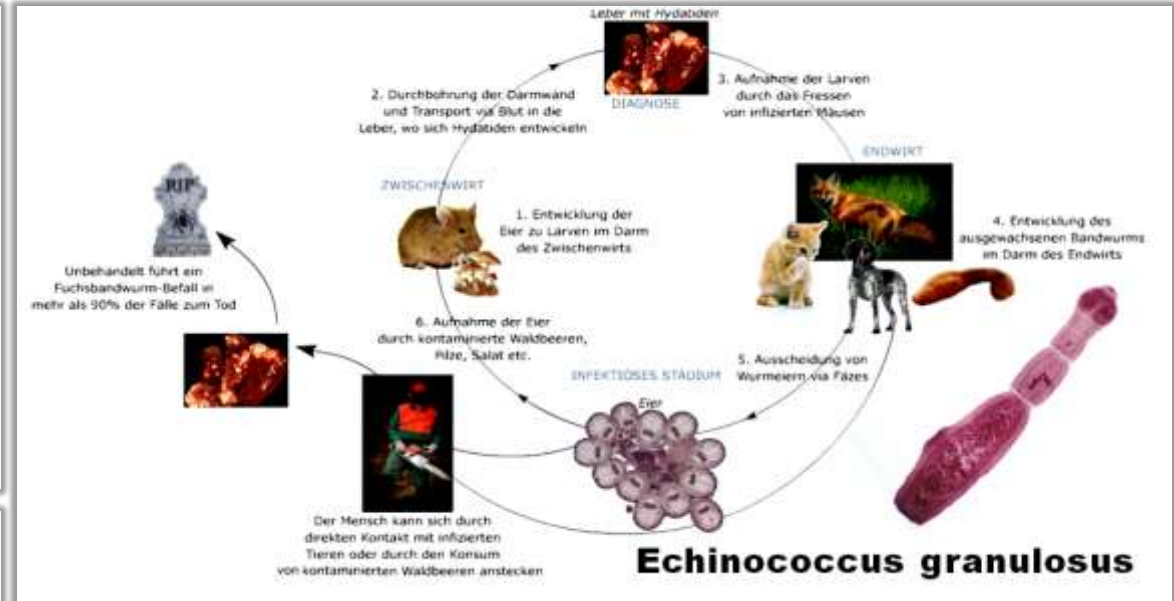 Leber mit Hydatiden
DIAGNOSE
2. Durchbohrung der Darmwand
und Transport via Blut in die
Leber, wo sich Hydatiden entwickeln
3. Aufnahme der Larven
durch das Fressen
von infizierten Mäusen
ENDWIRT
ZWISCHENWIRT
1. Entwicklung der
Eier zu Larven im Darm
des Zwischenwirts
4. Entwicklung des
ausgewachsenen Bandwurms
im Darm des Endwirts
RIP
Unbehandelt führt ein
Fuchsbandwurm-Befall in
mehr als 90% der Fälle zum Tod
6. Aufnahme der Eier
durch kontaminierte Waldbeeren,
Pilze, Salat etc.
5. Ausscheidung von
Wurmeiern via Fäzes
INFEKTIÖSES STADIUM
Eier
Der Mensch kann sich durch
direkten Kontakt mit infizierten
Tieren oder durch den Konsum
von kontaminierten Waldbeeren anstecken
Echinococcus granulosus